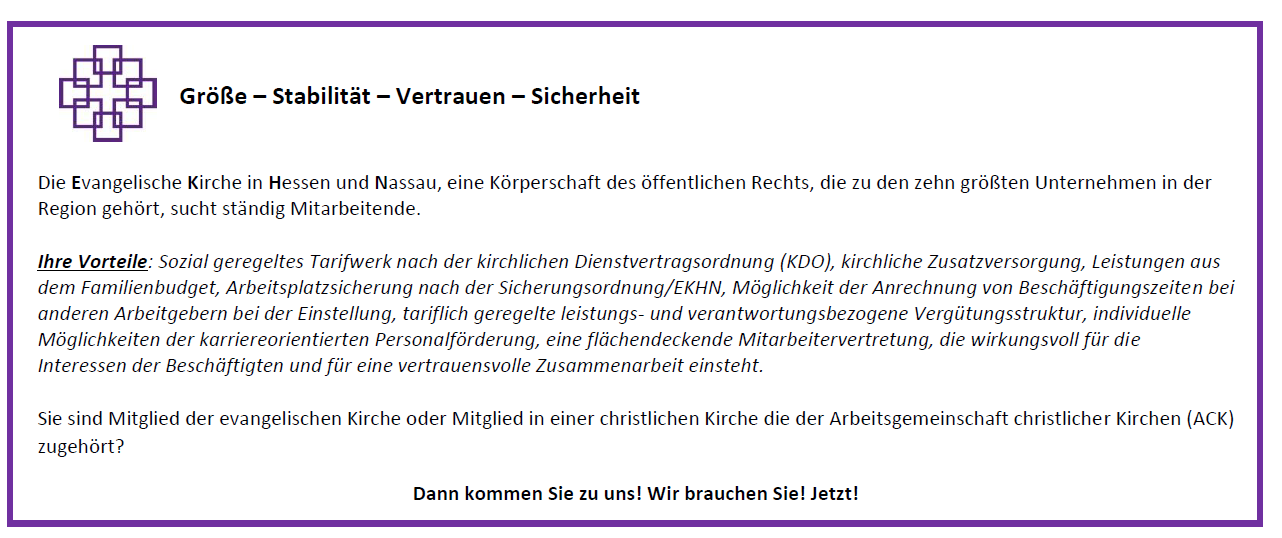 Größe – Stabilität – Vertrauen – Sicherheit
Die Evangelische Kirche in Hessen und Nassau, eine Körperschaft des öffentlichen Rechts, die zu den zehn größten Unternehmen in der
Region gehört, sucht ständig Mitarbeitende.
Ihre Vorteile: Sozial geregeltes Tarifwerk nach der kirchlichen Dienstvertragsordnung (KDO), kirchliche Zusatzversorgung, Leistungen aus
dem Familienbudget, Arbeitsplatzsicherung nach der Sicherungsordnung/EKHN, Möglichkeit der Anrechnung von Beschäftigungszeiten bei
anderen Arbeitgebern bei der Einstellung, tariflich geregelte leistungs- und verantwortungsbezogene Vergütungsstruktur, individuelle
Möglichkeiten der karriereorientierten Personalförderung, eine flächendeckende Mitarbeitervertretung, die wirkungsvoll für die
Interessen der Beschäftigten und für eine vertrauensvolle Zusammenarbeit einsteht.
Sie sind Mitglied der evangelischen Kirche oder Mitglied in einer christlichen Kirche die der Arbeitsgemeinschaft christlicher Kirchen (ACK)
zugehört?
Dann kommen Sie zu uns! Wir brauchen Sie! Jetzt!